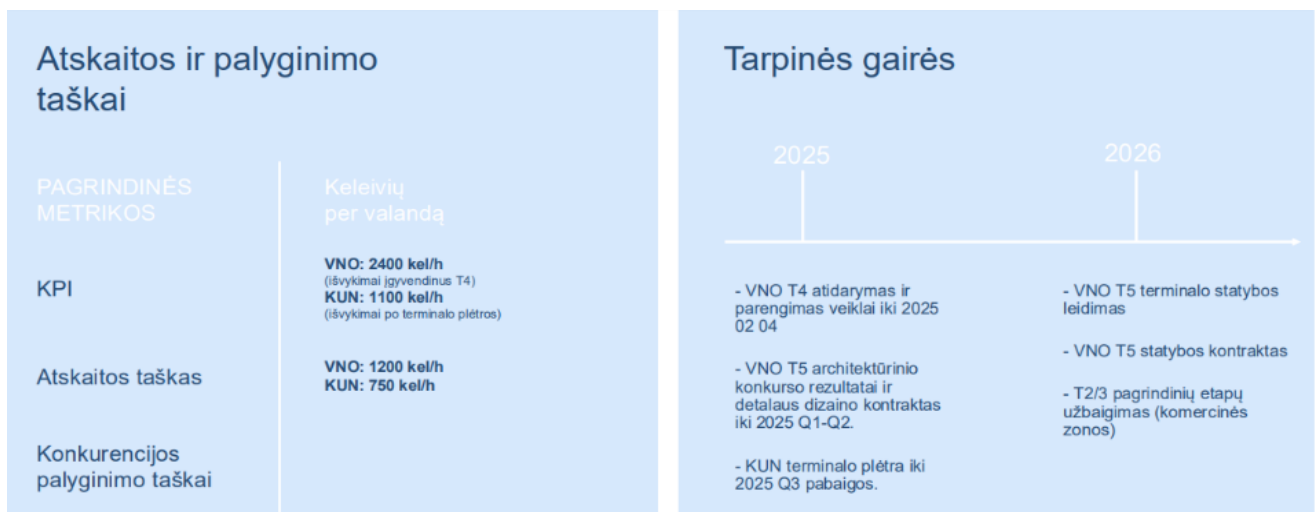 Atskaitos ir palyginimo
taškai
PAGRINDINĖS
METRIKOS
Keleivių
per valandą
KPI
VNO: 2400 kel/h
(išvykimai įgyvendinus T4)
KUN: 1100 kel/h
(išvykimai po terminalo plėtros)
Atskaitos taškas
VNO: 1200 kel/h
KUN: 750 kel/h
Konkurencijos
palyginimo taškai
Tarpinės gairės
2025
2026
- VNO T4 atidarymas ir
parengimas veiklai iki 2025
02 04
- VNO T5 architektūrinio
konkurso rezultatai ir
detalaus dizaino kontraktas
iki 2025 Q1-Q2.
- KUN terminalo plėtra iki
2025 Q3 pabaigos.
- VNO T5 terminalo statybos
leidimas
- VNO T5 statybos kontraktas
- T2/3 pagrindinių etapų
užbaigimas (komercinės
zonos)